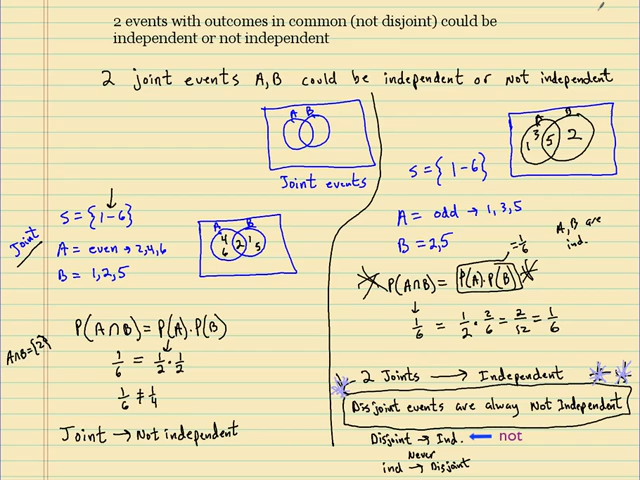 2 events with outcomes in common (not disjoint) could be
independent or not independent
2 joint events A,B could be independent or not independent
A B
Joint events
Joint
S = {1-6}
A = even → 2,4,6
B = 1,2,5
A B
4 6 2 1 5
A∩B={2}
P(A∩B) = P(A)·P(B)
1/6 = 1/2 · 1/2
1/6 ≠ 1/4
Joint → Not independent
A B
1 3 5 2
S = {1-6}
A = odd → 1,3,5
B = 2,5
A,B are
ind.
=1/6
P(A∩B) = P(A)·P(B)
1/6 = 1/2 · 2/6 = 2/12 = 1/6
2 Joints → Independent
Disjoint events are alway Not Independent
Disjoint → Ind. ← not
Never
ind → Disjoint